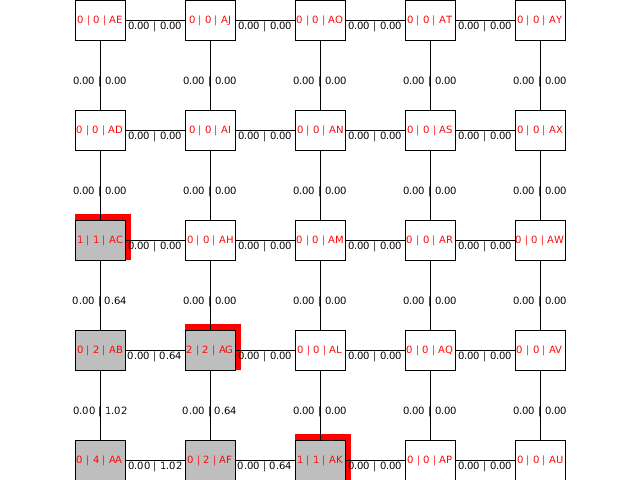 0 | 0 | AE 0.00 | 0.00 0 | 0 | AJ 0.00 | 0.00 0 | 0 | AO 0.00 | 0.00 0 | 0 | AT 0.00 | 0.00 0 | 0 | AY
0.00 | 0.00 0.00 | 0.00 0.00 | 0.00 0.00 | 0.00 0.00 | 0.00
0 | 0 | AD 0.00 | 0.00 0 | 0 | AI 0.00 | 0.00 0 | 0 | AN 0.00 | 0.00 0 | 0 | AS 0.00 | 0.00 0 | 0 | AX
0.00 | 0.00 0.00 | 0.00 0.00 | 0.00 0.00 | 0.00 0.00 | 0.00
1 | 1 | AC 0.00 | 0.00 0 | 0 | AH 0.00 | 0.00 0 | 0 | AM 0.00 | 0.00 0 | 0 | AR 0.00 | 0.00 0 | 0 | AW
0.00 | 0.64 0.00 | 0.00 0.00 | 0.00 0.00 | 0.00 0.00 | 0.00
0 | 2 | AB 0.00 | 0.64 2 | 2 | AG 0.00 | 0.00 0 | 0 | AL 0.00 | 0.00 0 | 0 | AQ 0.00 | 0.00 0 | 0 | AV
0.00 | 1.02 0.00 | 0.64 0.00 | 0.00 0.00 | 0.00 0.00 | 0.00
0 | 4 | AA 0.00 | 1.02 0 | 2 | AF 0.00 | 0.64 1 | 1 | AK 0.00 | 0.00 0 | 0 | AP 0.00 | 0.00 0 | 0 | AU